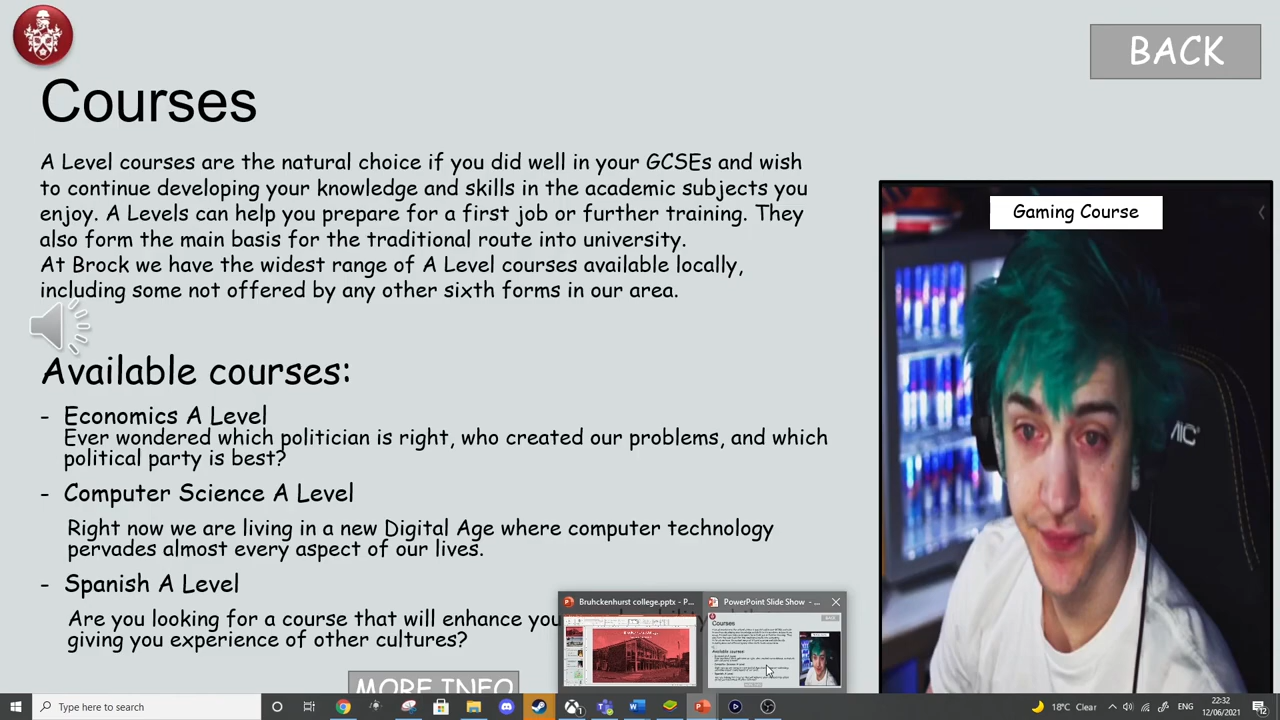 BACK
Courses
A Level courses are the natural choice if you did well in your GCSEs and wish
to continue developing your knowledge and skills in the academic subjects you
enjoy. A Levels can help you prepare for a first job or further training. They
also form the main basis for the traditional route into university.
At Brock we have the widest range of A Level courses available locally,
including some not offered by any other sixth forms in our area.
Gaming Course
Available courses:
- Economics A Level
Ever wondered which politician is right, who created our problems, and which
political party is best?
- Computer Science A Level
Right now we are living in a new Digital Age where computer technology
pervades almost every aspect of our lives.
- Spanish A Level
Are you looking for a course that will enhance you
giving you experience of other cultures?
Bruhckenhurst college.pptx - P...
PowerPoint Slide Show - ...
Courses
Available courses:
MORE INFO
Type here to search
18°C Clear
ENG
22:32
12/06/2021
12